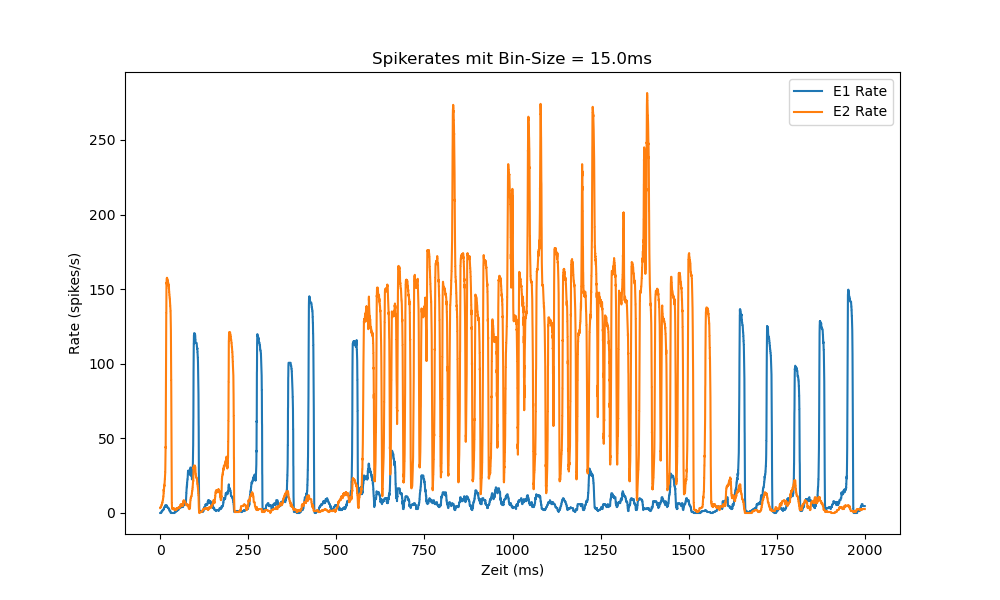 Spikerates mit Bin-Size = 15.0ms
E1 Rate
E2 Rate
Rate (spikes/s)
250
200
150
100
50
0
0 250 500 750 1000 1250 1500 1750 2000
Zeit (ms)